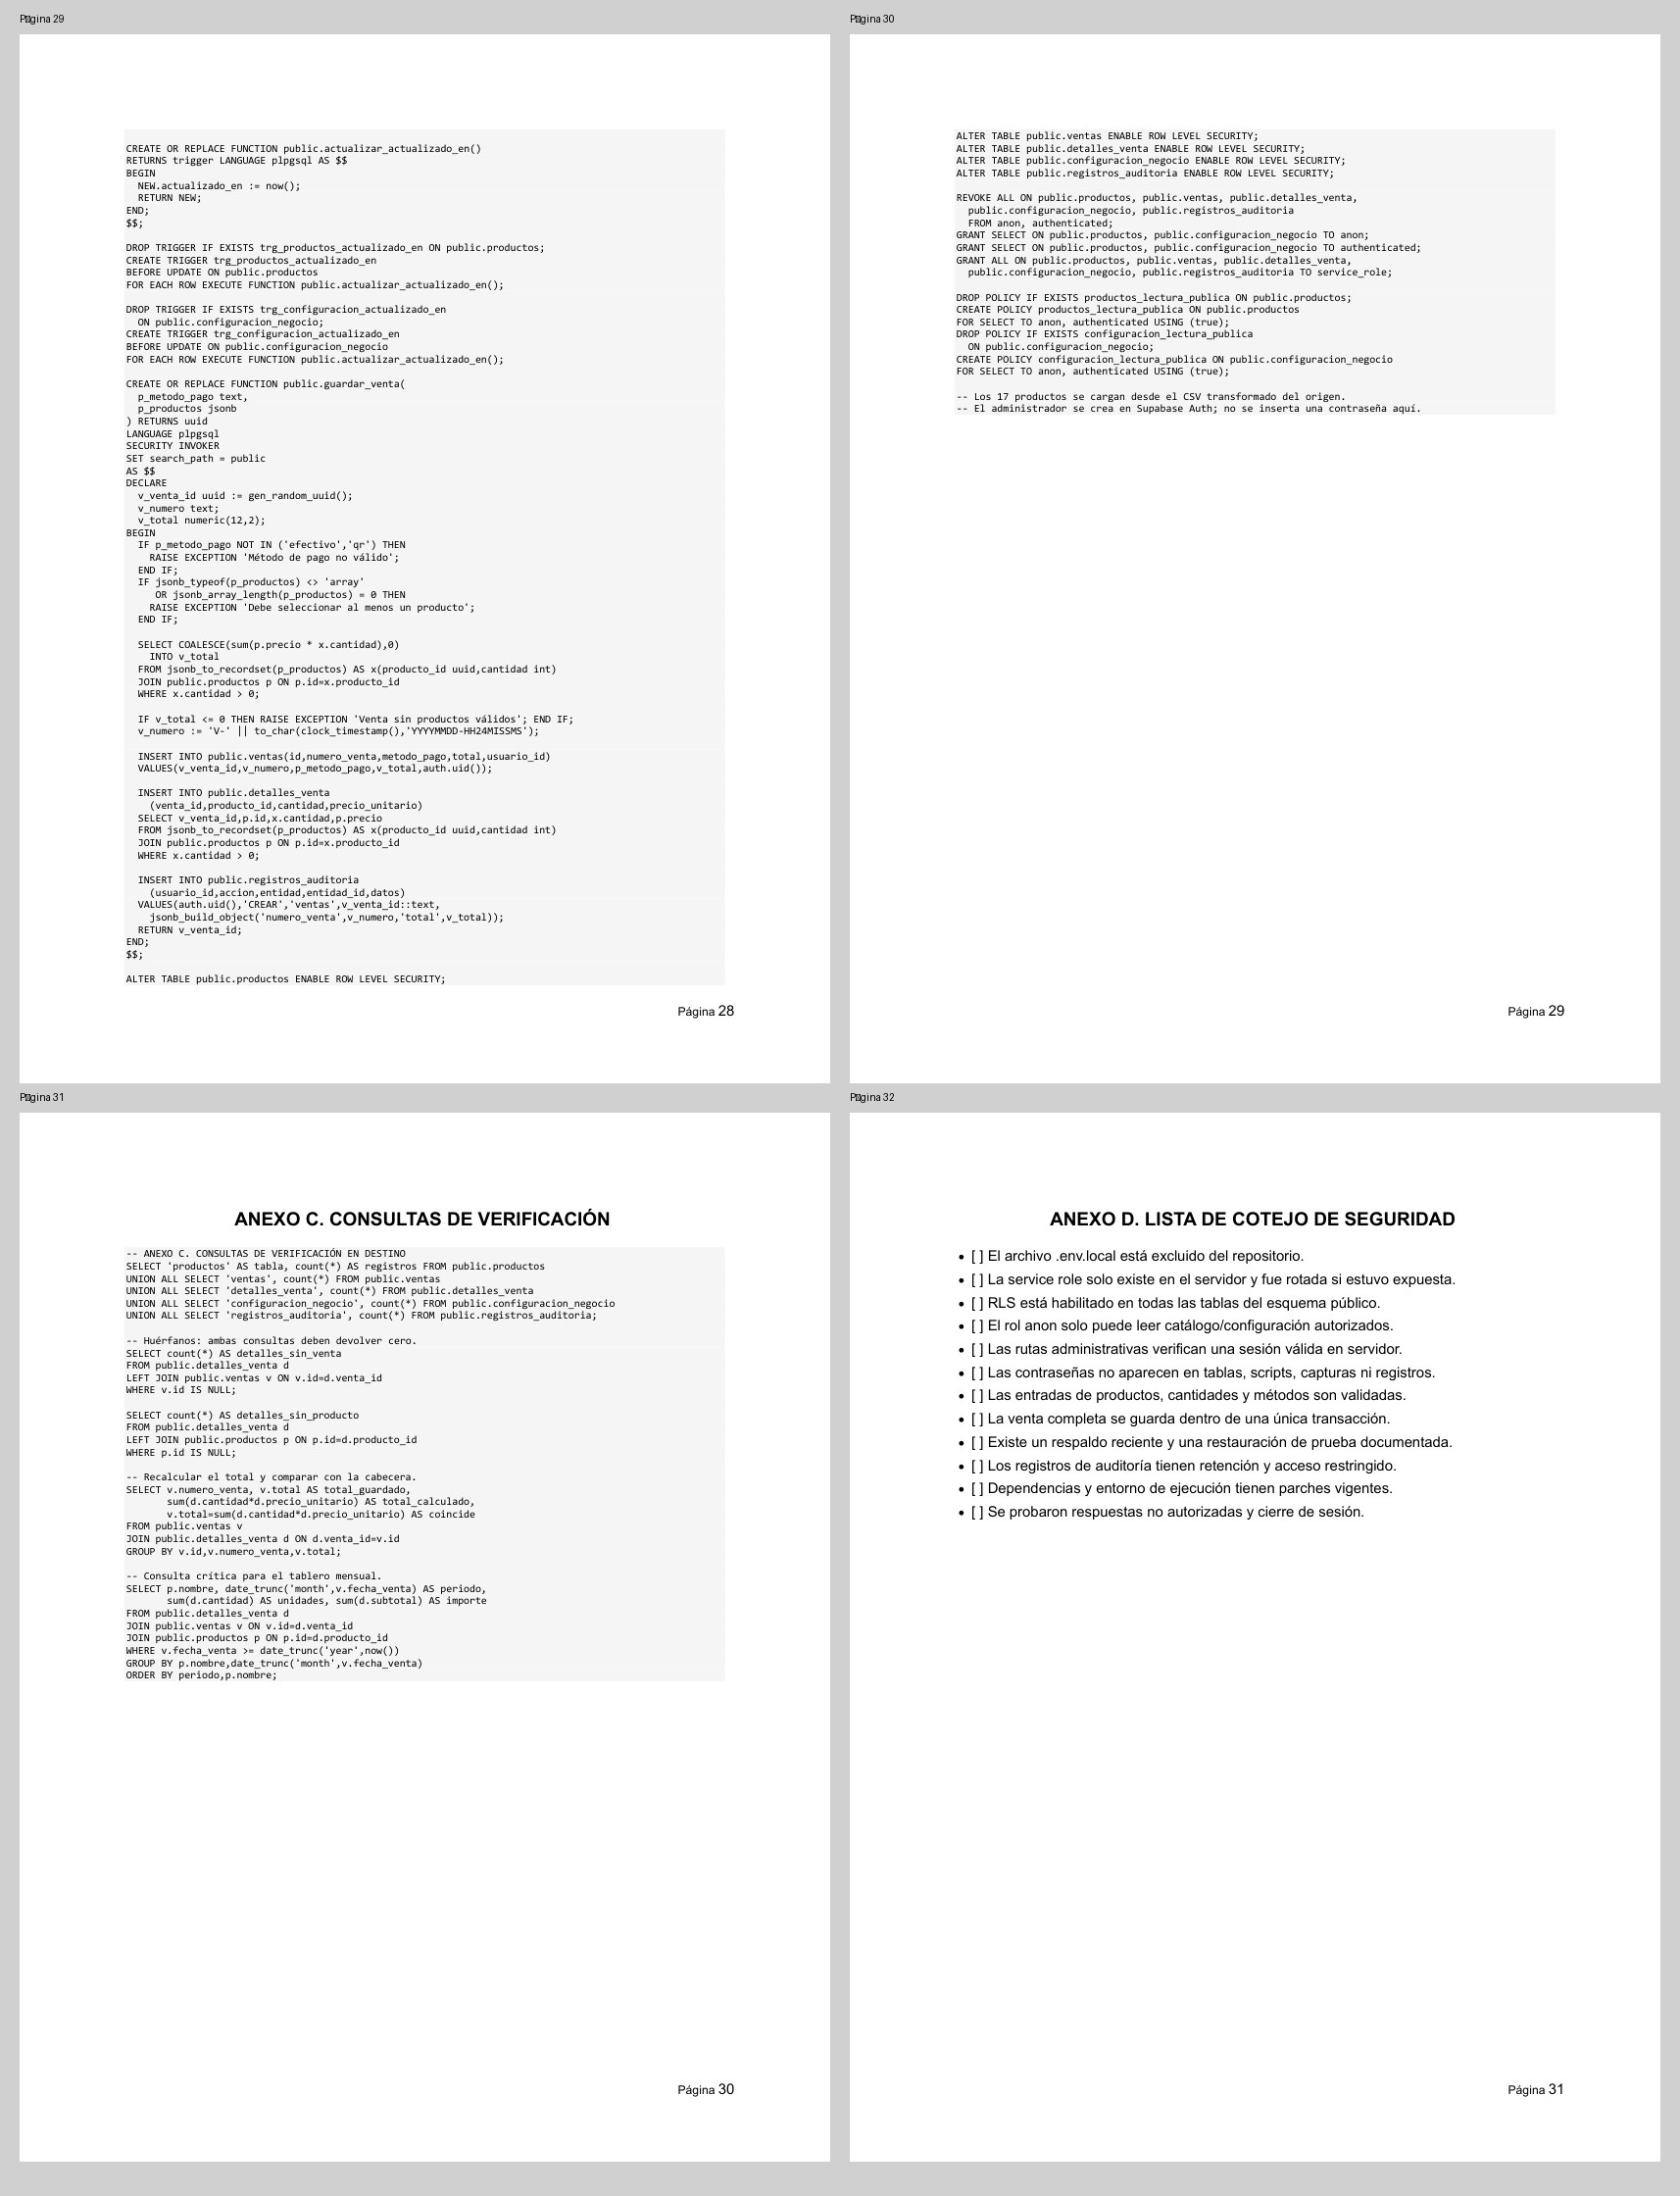 Página 29
CREATE OR REPLACE FUNCTION public.actualizar_actualizado_en()
RETURNS trigger LANGUAGE plpgsql AS $$
BEGIN
  NEW.actualizado_en := now();
  RETURN NEW;
END;
$$;
DROP TRIGGER IF EXISTS trg_productos_actualizado_en ON public.productos;
CREATE TRIGGER trg_productos_actualizado_en
BEFORE UPDATE ON public.productos
FOR EACH ROW EXECUTE FUNCTION public.actualizar_actualizado_en();
DROP TRIGGER IF EXISTS trg_configuracion_actualizado_en
  ON public.configuracion_negocio;
CREATE TRIGGER trg_configuracion_actualizado_en
BEFORE UPDATE ON public.configuracion_negocio
FOR EACH ROW EXECUTE FUNCTION public.actualizar_actualizado_en();
CREATE OR REPLACE FUNCTION public.guardar_venta(
  p_metodo_pago text,
  p_productos jsonb
) RETURNS uuid
LANGUAGE plpgsql
SECURITY INVOKER
SET search_path = public
AS $$
DECLARE
  v_venta_id uuid := gen_random_uuid();
  v_numero text;
  v_total numeric(12,2);
BEGIN
  IF p_metodo_pago NOT IN ('efectivo','qr') THEN
    RAISE EXCEPTION 'Método de pago no válido';
  END IF;
  IF jsonb_typeof(p_productos) <> 'array'
     OR jsonb_array_length(p_productos) = 0 THEN
    RAISE EXCEPTION 'Debe seleccionar al menos un producto';
  END IF;
  SELECT COALESCE(sum(p.precio * x.cantidad),0)
    INTO v_total
  FROM jsonb_to_recordset(p_productos) AS x(producto_id uuid,cantidad int)
  JOIN public.productos p ON p.id=x.producto_id
  WHERE x.cantidad > 0;
  IF v_total <= 0 THEN RAISE EXCEPTION 'Venta sin productos válidos'; END IF;
  v_numero := 'V-' || to_char(clock_timestamp(),'YYYYMMDD-HH24MISSMS');
  INSERT INTO public.ventas(id,numero_venta,metodo_pago,total,usuario_id)
  VALUES(v_venta_id,v_numero,p_metodo_pago,v_total,auth.uid());
  INSERT INTO public.detalles_venta
    (venta_id,producto_id,cantidad,precio_unitario)
  SELECT v_venta_id,p.id,x.cantidad,p.precio
  FROM jsonb_to_recordset(p_productos) AS x(producto_id uuid,cantidad int)
  JOIN public.productos p ON p.id=x.producto_id
  WHERE x.cantidad > 0;
  INSERT INTO public.registros_auditoria
    (usuario_id,accion,entidad,entidad_id,datos)
  VALUES(auth.uid(),'CREAR','ventas',v_venta_id::text,
    jsonb_build_object('numero_venta',v_numero,'total',v_total));
  RETURN v_venta_id;
END;
$$;
ALTER TABLE public.productos ENABLE ROW LEVEL SECURITY;
Página 28
Página 30
ALTER TABLE public.ventas ENABLE ROW LEVEL SECURITY;
ALTER TABLE public.detalles_venta ENABLE ROW LEVEL SECURITY;
ALTER TABLE public.configuracion_negocio ENABLE ROW LEVEL SECURITY;
ALTER TABLE public.registros_auditoria ENABLE ROW LEVEL SECURITY;
REVOKE ALL ON public.productos, public.ventas, public.detalles_venta,
  public.configuracion_negocio, public.registros_auditoria
  FROM anon, authenticated;
GRANT SELECT ON public.productos, public.configuracion_negocio TO anon;
GRANT SELECT ON public.productos, public.configuracion_negocio TO authenticated;
GRANT ALL ON public.productos, public.ventas, public.detalles_venta,
  public.configuracion_negocio, public.registros_auditoria TO service_role;
DROP POLICY IF EXISTS productos_lectura_publica ON public.productos;
CREATE POLICY productos_lectura_publica ON public.productos
FOR SELECT TO anon, authenticated USING (true);
DROP POLICY IF EXISTS configuracion_lectura_publica
  ON public.configuracion_negocio;
CREATE POLICY configuracion_lectura_publica ON public.configuracion_negocio
FOR SELECT TO anon, authenticated USING (true);
-- Los 17 productos se cargan desde el CSV transformado del origen.
-- El administrador se crea en Supabase Auth; no se inserta una contraseña aquí.
Página 29
Página 31
ANEXO C. CONSULTAS DE VERIFICACIÓN
-- ANEXO C. CONSULTAS DE VERIFICACIÓN EN DESTINO
SELECT 'productos' AS tabla, count(*) AS registros FROM public.productos
UNION ALL SELECT 'ventas', count(*) FROM public.ventas
UNION ALL SELECT 'detalles_venta', count(*) FROM public.detalles_venta
UNION ALL SELECT 'configuracion_negocio', count(*) FROM public.configuracion_negocio
UNION ALL SELECT 'registros_auditoria', count(*) FROM public.registros_auditoria;
-- Huérfanos: ambas consultas deben devolver cero.
SELECT count(*) AS detalles_sin_venta
FROM public.detalles_venta d
LEFT JOIN public.ventas v ON v.id=d.venta_id
WHERE v.id IS NULL;
SELECT count(*) AS detalles_sin_producto
FROM public.detalles_venta d
LEFT JOIN public.productos p ON p.id=d.producto_id
WHERE p.id IS NULL;
-- Recalcular el total y comparar con la cabecera.
SELECT v.numero_venta, v.total AS total_guardado,
       sum(d.cantidad*d.precio_unitario) AS total_calculado,
       v.total=sum(d.cantidad*d.precio_unitario) AS coincide
FROM public.ventas v
JOIN public.detalles_venta d ON d.venta_id=v.id
GROUP BY v.id,v.numero_venta,v.total;
-- Consulta crítica para el tablero mensual.
SELECT p.nombre, date_trunc('month',v.fecha_venta) AS periodo,
       sum(d.cantidad) AS unidades, sum(d.subtotal) AS importe
FROM public.detalles_venta d
JOIN public.ventas v ON v.id=d.venta_id
JOIN public.productos p ON p.id=d.producto_id
WHERE v.fecha_venta >= date_trunc('year',now())
GROUP BY p.nombre,date_trunc('month',v.fecha_venta)
ORDER BY periodo,p.nombre;
Página 30
Página 32
ANEXO D. LISTA DE COTEJO DE SEGURIDAD
• [ ] El archivo .env.local está excluido del repositorio.
• [ ] La service role solo existe en el servidor y fue rotada si estuvo expuesta.
• [ ] RLS está habilitado en todas las tablas del esquema público.
• [ ] El rol anon solo puede leer catálogo/configuración autorizados.
• [ ] Las rutas administrativas verifican una sesión válida en servidor.
• [ ] Las contraseñas no aparecen en tablas, scripts, capturas ni registros.
• [ ] Las entradas de productos, cantidades y métodos son validadas.
• [ ] La venta completa se guarda dentro de una única transacción.
• [ ] Existe un respaldo reciente y una restauración de prueba documentada.
• [ ] Los registros de auditoría tienen retención y acceso restringido.
• [ ] Dependencias y entorno de ejecución tienen parches vigentes.
• [ ] Se probaron respuestas no autorizadas y cierre de sesión.
Página 31